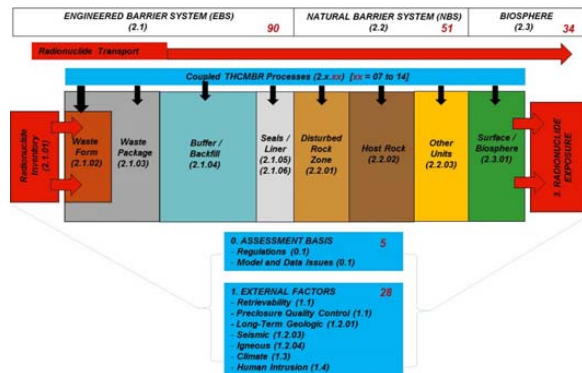 ENGINEERED BARRIER SYSTEM (EBS)
(2.1)
90
NATURAL BARRIER SYSTEM (NBS)
(2.2)
51
BIOSPHERE
(2.3)
34
Radionuclide Transport
Coupled THCMBR Processes (2.x.xx) [xx = 07 to 14]
Radionuclide
Inventory
(2.1.01)
Waste
Form
(2.1.02)
Waste
Package
(2.1.03)
Buffer /
Backfill
(2.1.04)
Seals /
Liner
(2.1.05)
(2.1.06)
Disturbed
Rock
Zone
(2.2.01)
Host Rock
(2.2.02)
Other
Units
(2.2.03)
Surface /
Biosphere
(2.3.01)
3. RADIONUCLIDE
EXPOSURE
0. ASSESSMENT BASIS 5
- Regulations (0.1)
- Model and Data Issues (0.1)
1. EXTERNAL FACTORS 28
- Retrievability (1.1)
- Preclosure Quality Control (1.1)
- Long-Term Geologic (1.2.01)
- Seismic (1.2.03)
- Igneous (1.2.04)
- Climate (1.3)
- Human Intrusion (1.4)